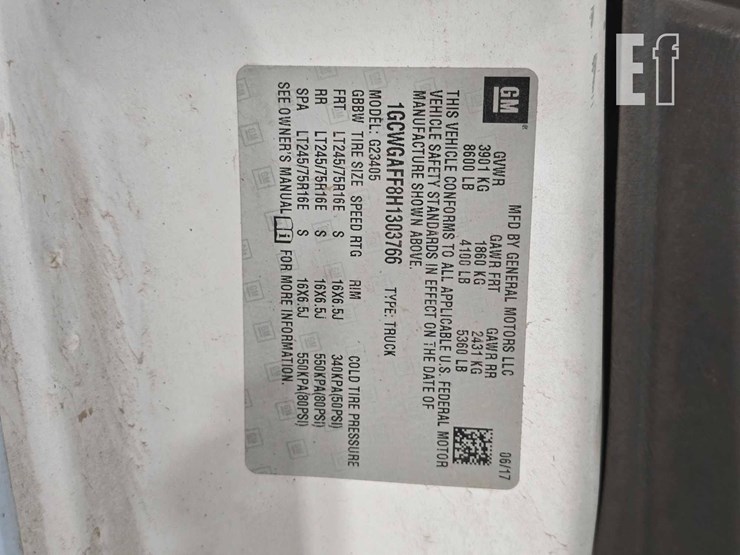 Ef
GM
MFD BY GENERAL MOTORS LLC 06/17
GVWR GAWR FRT GAWR RR
3901 KG 1860 KG 2431 KG
8600 LB 4100 LB 5360 LB
THIS VEHICLE CONFORMS TO ALL APPLICABLE U.S. FEDERAL MOTOR
VEHICLE SAFETY STANDARDS IN EFFECT ON THE DATE OF
MANUFACTURE SHOWN ABOVE.
1GCWGAFF8H1303766 TYPE: TRUCK
MODEL: G23405
GBBW TIRE SIZE SPEED RTG RIM COLD TIRE PRESSURE
FRT LT245/75R16E S 16X6.5J 340KPA(50PSI)
RR LT245/75R16E S 16X6.5J 550KPA(80PSI)
SPA LT245/75R16E S 16X6.5J 550KPA(80PSI)
SEE OWNER'S MANUAL FOR MORE INFORMATION.